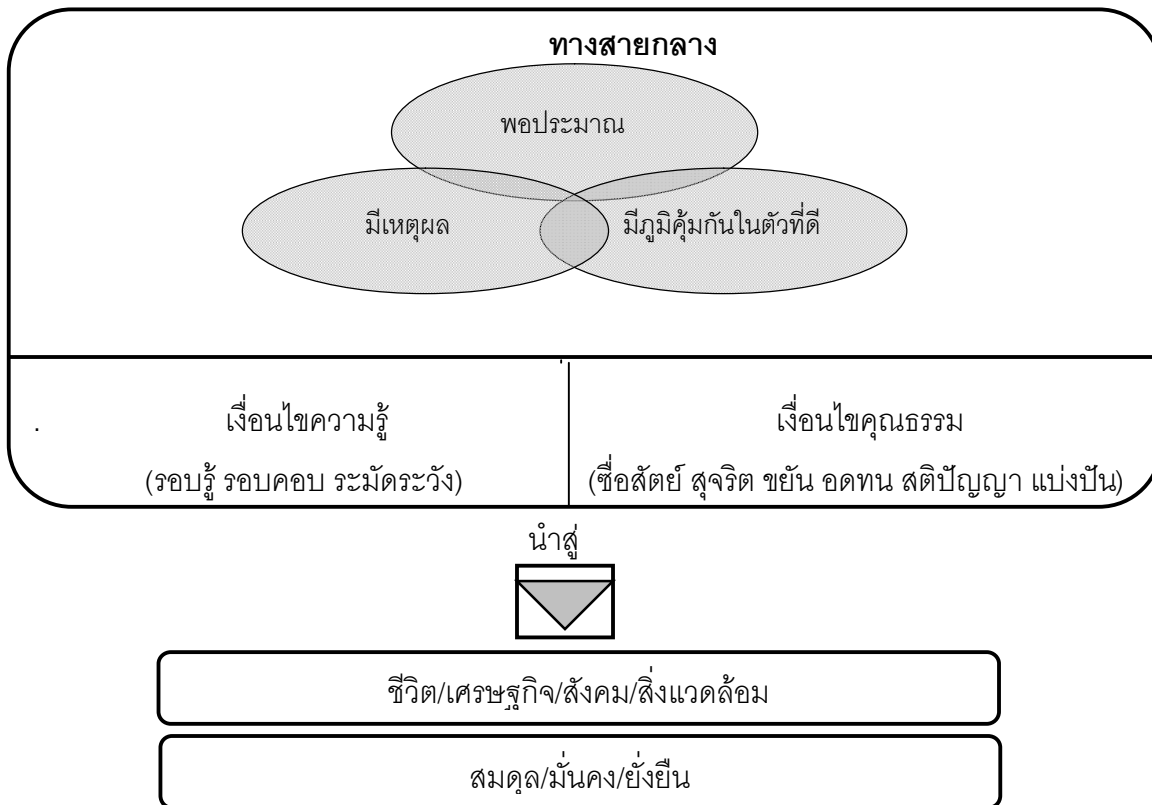 ทางสายกลาง
พอประมาณ
มีเหตุผล
มีภูมิคุ้มกันในตัวที่ดี
เงื่อนไขความรู้
(รอบรู้ รอบคอบ ระมัดระวัง)
เงื่อนไขคุณธรรม
(ซื่อสัตย์ สุจริต ขยัน อดทน สติปัญญา แบ่งปัน)
นำสู่
ชีวิต/เศรษฐกิจ/สังคม/สิ่งแวดล้อม
สมดุล/มั่นคง/ยั่งยืน